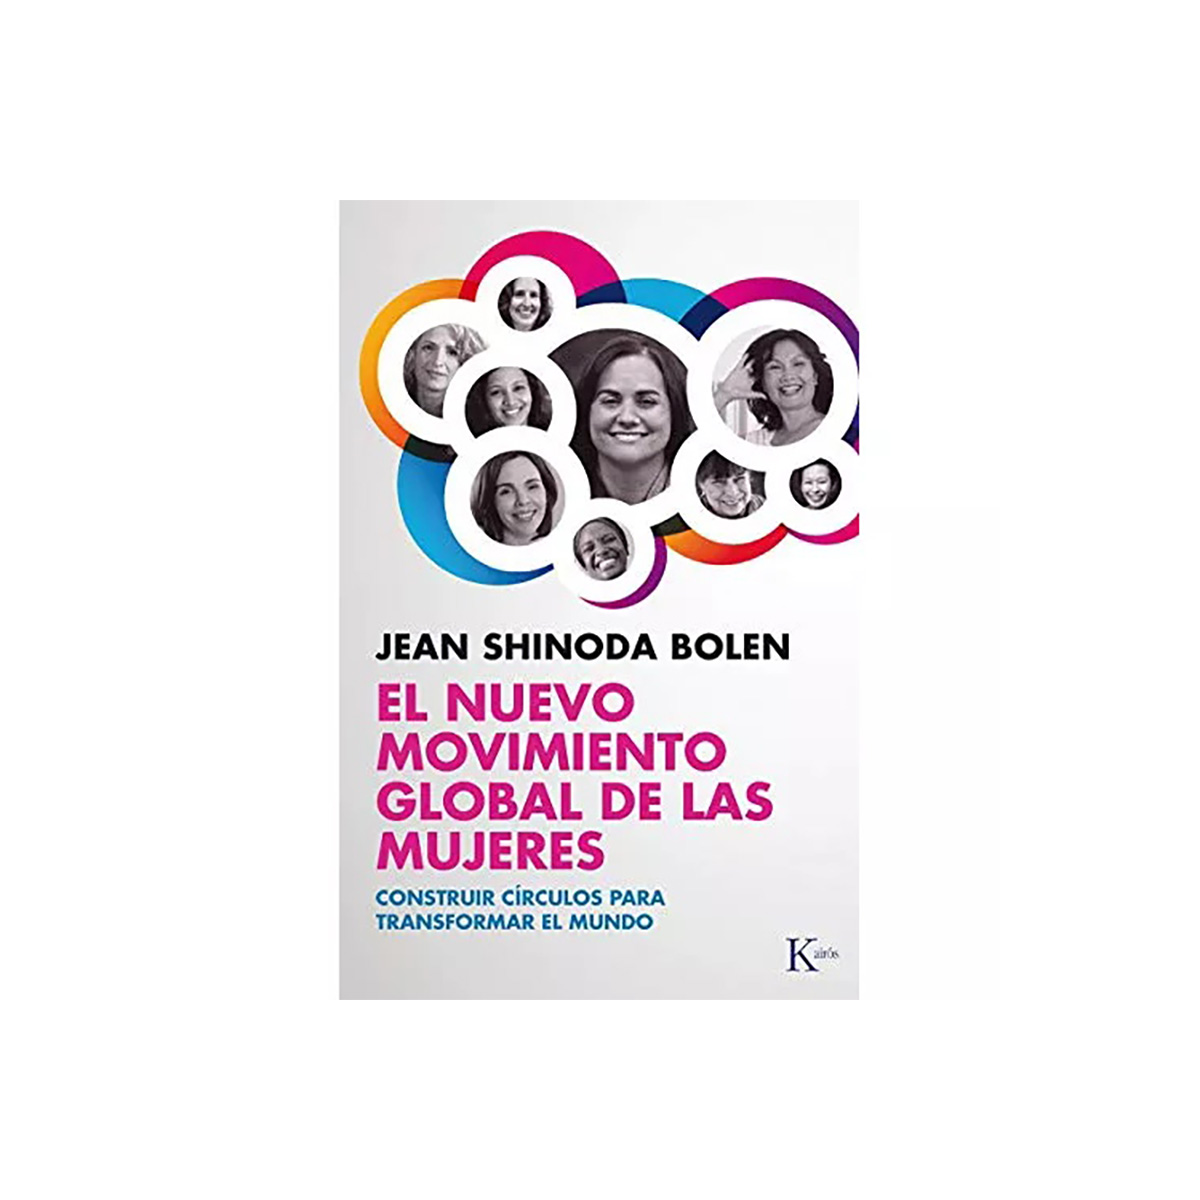 JEAN SHINODA BOLEN
EL NUEVO
MOVIMIENTO
GLOBAL DE LAS
MUJERES
CONSTRUIR CÍRCULOS PARA
TRANSFORMAR EL MUNDO
Kairós